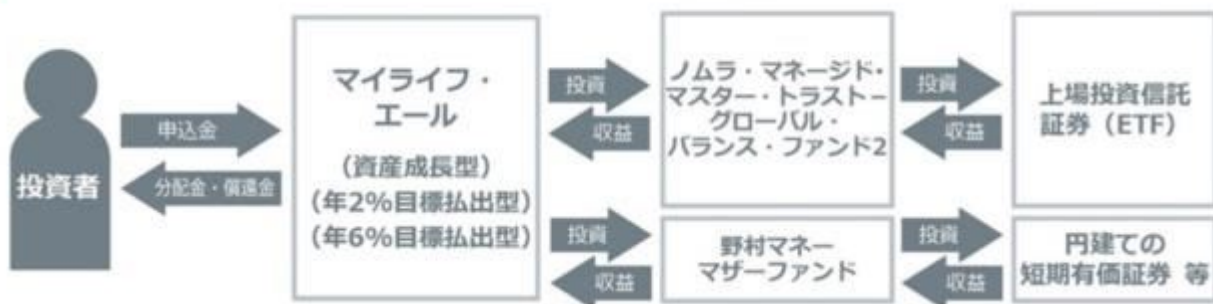 投資者
申込金
分配金・償還金
マイライフ・
エール
(資産成長型)
(年2%目標払出型)
(年6%目標払出型)
投資
収益
投資
収益
ノムラ・マネージド・
マスター・トラスト－
グローバル・
バランス・ファンド2
野村マネー
マザーファンド
投資
収益
投資
収益
上場投資信託
証券（ETF）
円建ての
短期有価証券 等